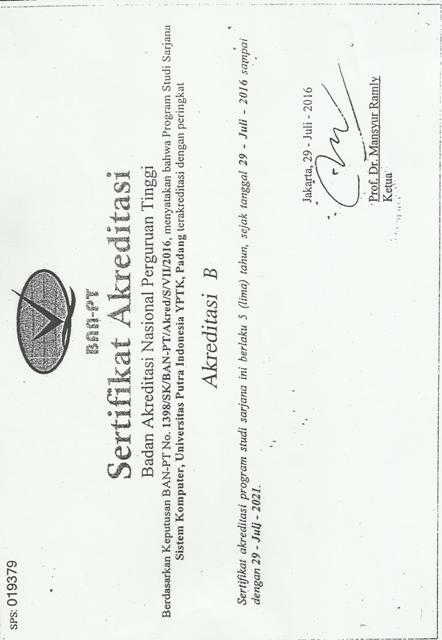 SPS: 019379
BAN-PT
Sertifikat Akreditasi
Badan Akreditasi Nasional Perguruan Tinggi
Berdasarkan Keputusan BAN-PT No. 1398/SK/BAN-PT/Akred/S/VII/2016, menyatakan bahwa Program Studi Sarjana
Sistem Komputer, Universitas Putra Indonesia YPTK, Padang terakreditasi dengan peringkat
Akreditasi B
Sertifikat akreditasi program studi sarjana ini berlaku 5 (lima) tahun, sejak tanggal 29 - Juli - 2016 sampai
dengan 29 - Juli - 2021.
Jakarta, 29 - Juli - 2016
Prof. Dr. Mansyur Ramly
Ketua